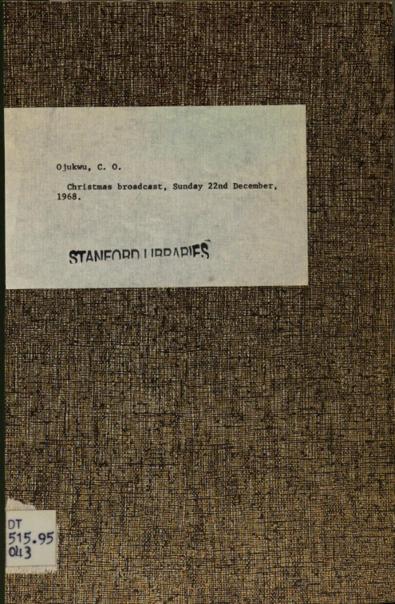 Ojukwu, C. O.
Christmas broadcast, Sunday 22nd December,
1968.
STANFORD LIBRARIES
DT
515.95
O43